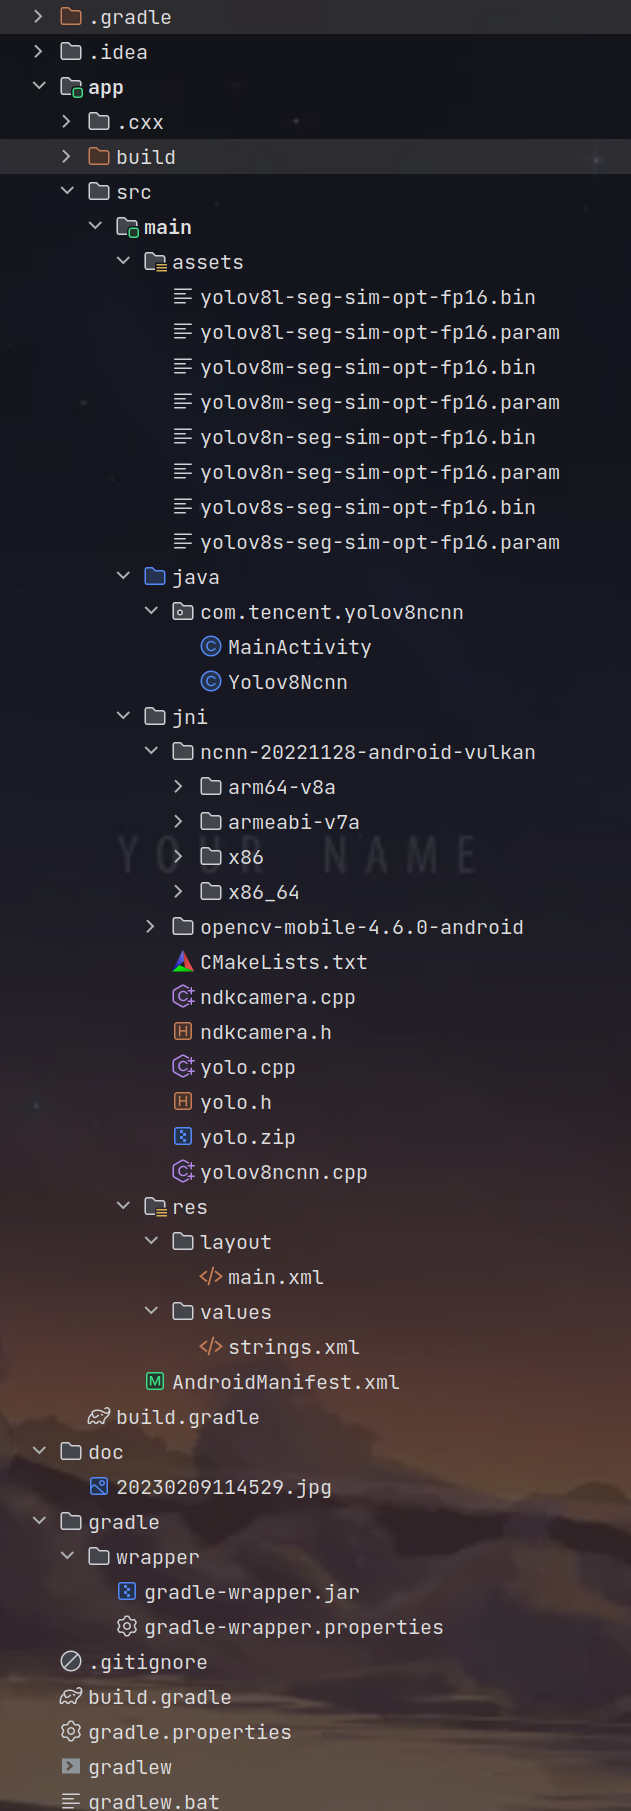 .gradle
.idea
app
.cxx
build
src
main
assets
yolov8l-seg-sim-opt-fp16.bin
yolov8l-seg-sim-opt-fp16.param
yolov8m-seg-sim-opt-fp16.bin
yolov8m-seg-sim-opt-fp16.param
yolov8n-seg-sim-opt-fp16.bin
yolov8n-seg-sim-opt-fp16.param
yolov8s-seg-sim-opt-fp16.bin
yolov8s-seg-sim-opt-fp16.param
java
com.tencent.yolov8ncnn
MainActivity
Yolov8Ncnn
jni
ncnn-20221128-android-vulkan
arm64-v8a
armeabi-v7a
YOUR NAME
x86
x86_64
opencv-mobile-4.6.0-android
CMakeLists.txt
ndkcamera.cpp
ndkcamera.h
yolo.cpp
yolo.h
yolo.zip
yolov8ncnn.cpp
res
layout
main.xml
values
strings.xml
AndroidManifest.xml
build.gradle
doc
20230209114529.jpg
gradle
wrapper
gradle-wrapper.jar
gradle-wrapper.properties
.gitignore
build.gradle
gradle.properties
gradlew
gradlew.bat